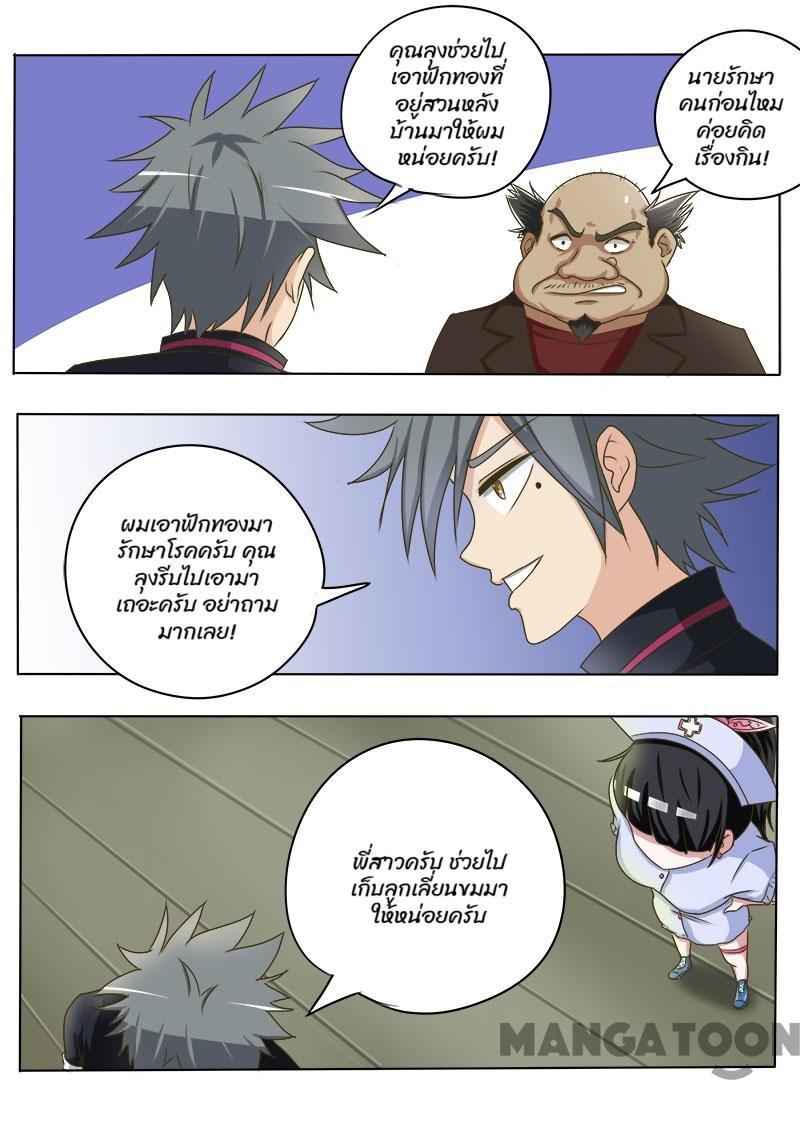 คุณลุงช่วยไป
เอาฟักทองที่
อยู่สวนหลัง
บ้านมาให้ผม
หน่อยครับ!
นายรักษา
คนก่อนไหม
ค่อยคิด
เรื่องกิน!
ผมเอาฟักทองมา
รักษาโรคครับ คุณ
ลุงรีบไปเอามา
เถอะครับ อย่าถาม
มากเลย!
พี่สาวครับ ช่วยไป
เก็บลูกเลี่ยนขมมา
ให้หน่อยครับ
MANGATOON